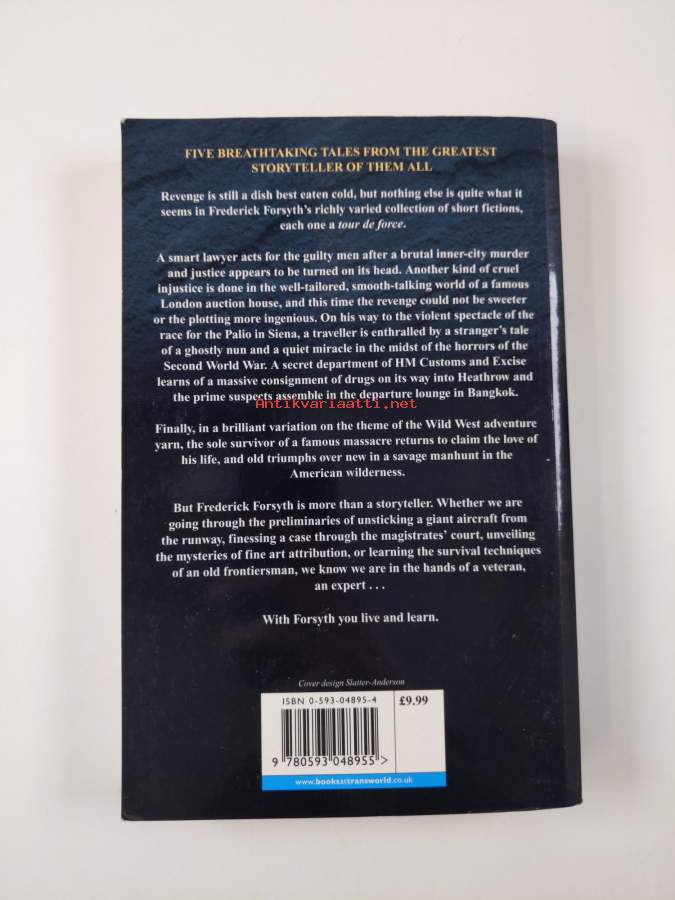 FIVE BREATHTAKING TALES FROM THE GREATEST
STORYTELLER OF THEM ALL
Revenge is still a dish best eaten cold, but nothing else is quite what it
seems in Frederick Forsyth's richly varied collection of short fictions,
each one a tour de force.
A smart lawyer acts for the guilty men after a brutal inner-city murder
and justice appears to be turned on its head. Another kind of cruel
injustice is done in the well-tailored, smooth-talking world of a famous
London auction house, and this time the revenge could not be sweeter
or the plotting more ingenious. On his way to the violent spectacle of the
race for the Palio in Siena, a traveller is enthralled by a stranger's tale
of a ghostly nun and a quiet miracle in the midst of the horrors of the
Second World War. A secret department of HM Customs and Excise
learns of a massive consignment of drugs on its way into Heathrow and
the prime suspects assemble in the departure lounge in Bangkok.
Antikvariaatti.net
Finally, in a brilliant variation on the theme of the Wild West adventure
yarn, the sole survivor of a famous massacre returns to claim the love of
his life, and old triumphs over new in a savage manhunt in the
American wilderness.
But Frederick Forsyth is more than a storyteller. Whether we are
going through the preliminaries of unsticking a giant aircraft from
the runway, finessing a case through the magistrates' court, unveiling
the mysteries of fine art attribution, or learning the survival techniques
of an old frontiersman, we know we are in the hands of a veteran,
an expert . . .
With Forsyth you live and learn.
Cover design Slatter-Anderson
ISBN 0-593-04895-4
£9.99
9 780593 048955 >
www.booksattransworld.co.uk